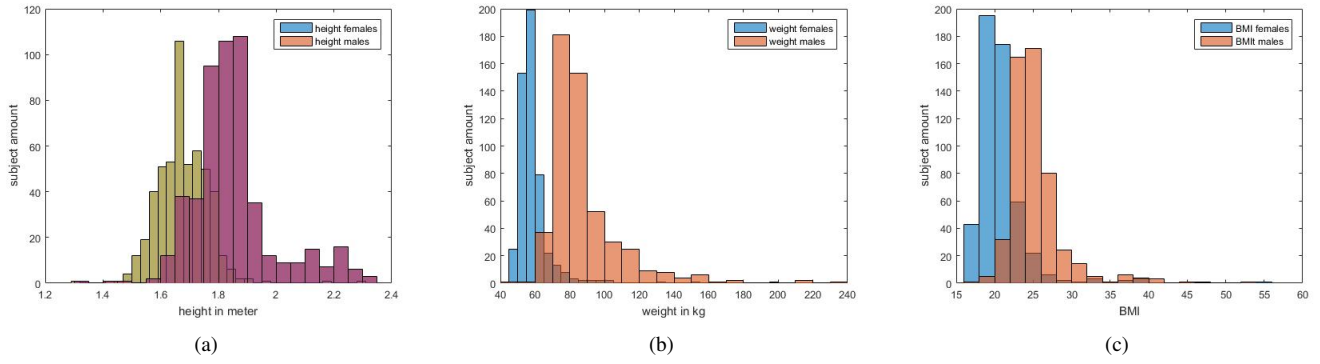 height females
height males
120
100
80
60
40
20
0
subject amount
1.2 1.4 1.6 1.8 2 2.2 2.4
height in meter
(a)
weight females
weight males
200
180
160
140
120
100
80
60
40
20
0
subject amount
40 60 80 100 120 140 160 180 200 220 240
weight in kg
(b)
BMI females
BMIt males
200
180
160
140
120
100
80
60
40
20
0
subject amount
15 20 25 30 35 40 45 50 55 60
BMI
(c)